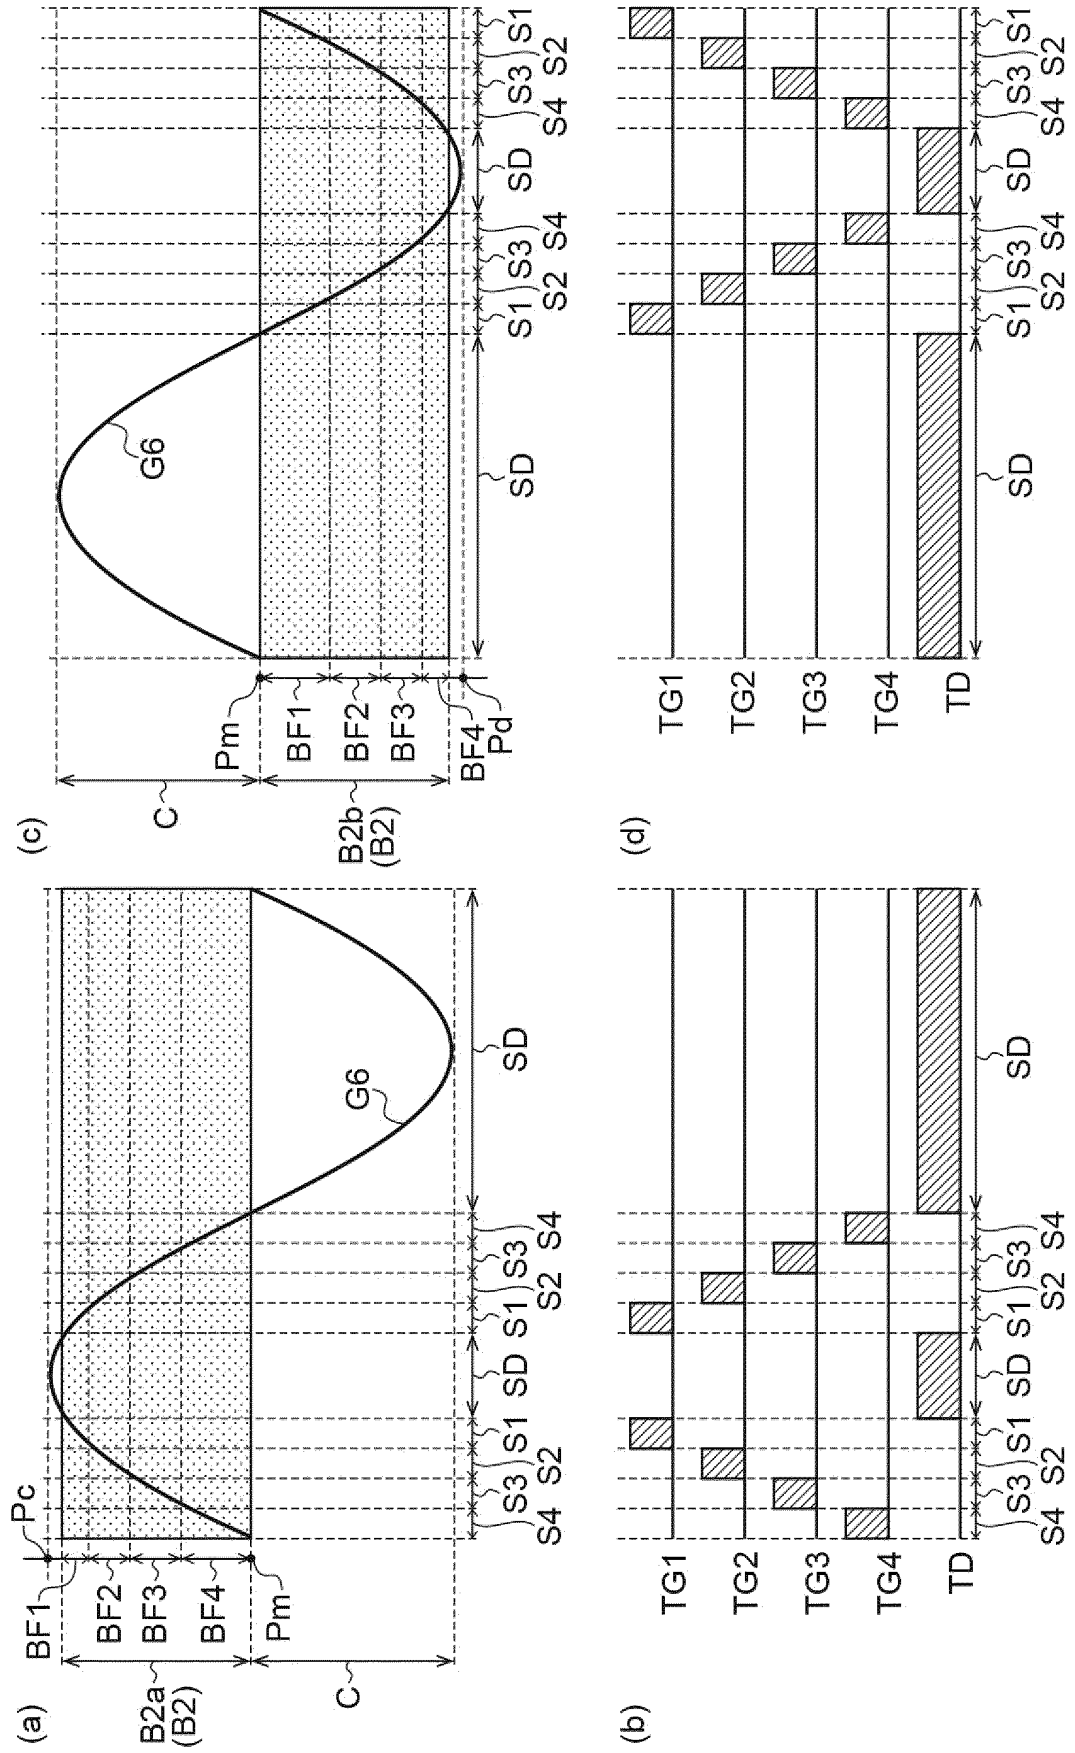 (a)
Pc
BF1
BF2
BF3
BF4
Pm
B2a
(B2)
C
G6
S4
S3
S2
S1
SD
S1
S2
S3
S4
SD
(b)
TG1
TG2
TG3
TG4
TD
S4
S3
S2
S1
SD
S1
S2
S3
S4
SD
(c)
C
Pm
BF1
BF2
BF3
BF4
Pd
B2b
(B2)
G6
SD
S1
S2
S3
S4
SD
S4
S3
S2
S1
(d)
TG1
TG2
TG3
TG4
TD
SD
S1
S2
S3
S4
SD
S4
S3
S2
S1